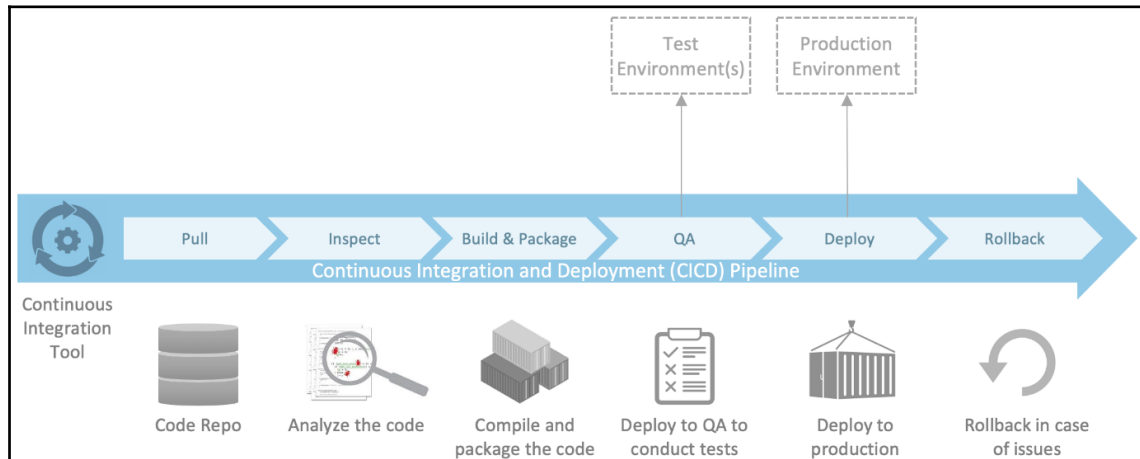 Test
Environment(s)
Production
Environment
Pull
Inspect
Build & Package
QA
Deploy
Rollback
Continuous Integration and Deployment (CICD) Pipeline
Continuous
Integration
Tool
Code Repo
Analyze the code
Compile and
package the code
Deploy to QA to
conduct tests
Deploy to
production
Rollback in case
of issues